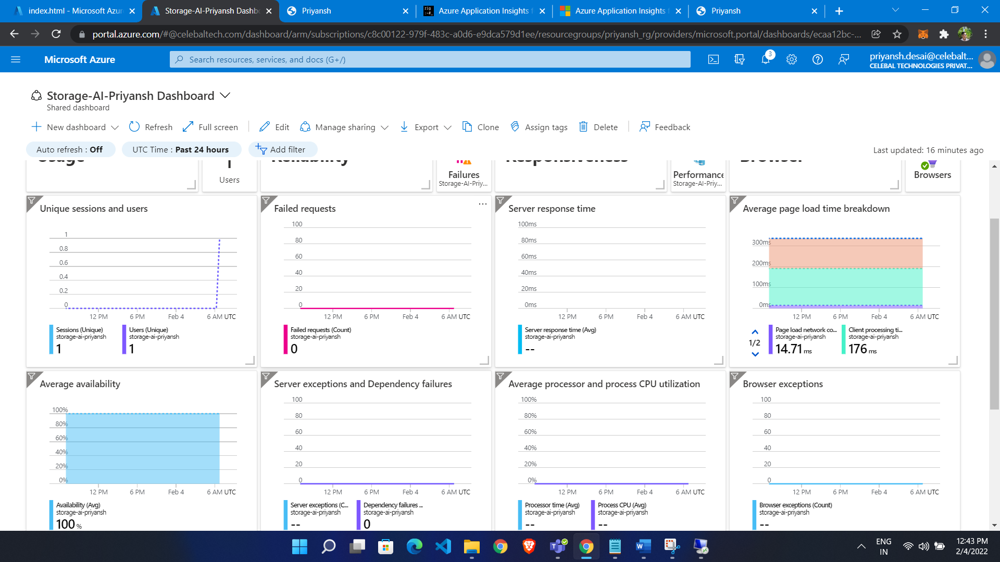 index.html - Microsoft Azur
Storage-AI-Priyansh Dashbo
Priyansh
Azure Application Insights f
Azure Application Insights f
Priyansh
portal.azure.com/#@celebaltech.com/dashboard/arm/subscriptions/c8c00122-979f-483c-a0d6-e9dca579d1ee/resourcegroups/priyansh_rg/providers/microsoft.portal/dashboards/ecaa12bc-...
Microsoft Azure
Search resources, services, and docs (G+/)
3
priyansh.desai@celebalt...
CELEBAL TECHNOLOGIES PRIVAT...
Storage-AI-Priyansh Dashboard
Shared dashboard
New dashboard
Refresh
Full screen
Edit
Manage sharing
Export
Clone
Assign tags
Delete
Feedback
Auto refresh : Off
UTC Time : Past 24 hours
Add filter
Last updated: 16 minutes ago
Usage
1
Users
Reliability
Failures
Storage-AI-Priy...
Responsiveness
Performance
Storage-AI-Priy...
Browser
Browsers
Unique sessions and users
1
0.8
0.6
0.4
0.2
0
12 PM
6 PM
Feb 4
6 AM UTC
Sessions (Unique)
storage-ai-priyansh
1
Users (Unique)
storage-ai-priyansh
1
Failed requests
...
100
80
60
40
20
0
12 PM
6 PM
Feb 4
6 AM UTC
Failed requests (Count)
storage-ai-priyansh
0
Server response time
100ms
80ms
60ms
40ms
20ms
0ms
12 PM
6 PM
Feb 4
6 AM UTC
Server response time (Avg)
storage-ai-priyansh
--
Average page load time breakdown
300ms
200ms
100ms
0ms
12 PM
6 PM
Feb 4
6 AM UTC
1/2
Page load network co...
storage-ai-priyansh
14.71 ms
Client processing ti...
storage-ai-priyansh
176 ms
Average availability
100%
80%
60%
40%
20%
0%
12 PM
6 PM
Feb 4
6 AM UTC
Availability (Avg)
storage-ai-priyansh
100 %
Server exceptions and Dependency failures
100
80
60
40
20
0
12 PM
6 PM
Feb 4
6 AM UTC
Server exceptions (C...
storage-ai-priyansh
--
Dependency failures ...
storage-ai-priyansh
0
Average processor and process CPU utilization
100%
80%
60%
40%
20%
0%
12 PM
6 PM
Feb 4
6 AM UTC
Processor time (Avg)
storage-ai-priyansh
--
Process CPU (Avg)
storage-ai-priyansh
--
Browser exceptions
100
80
60
40
20
0
12 PM
6 PM
Feb 4
6 AM UTC
Browser exceptions (Count)
storage-ai-priyansh
--
ENG
IN
12:43 PM
2/4/2022